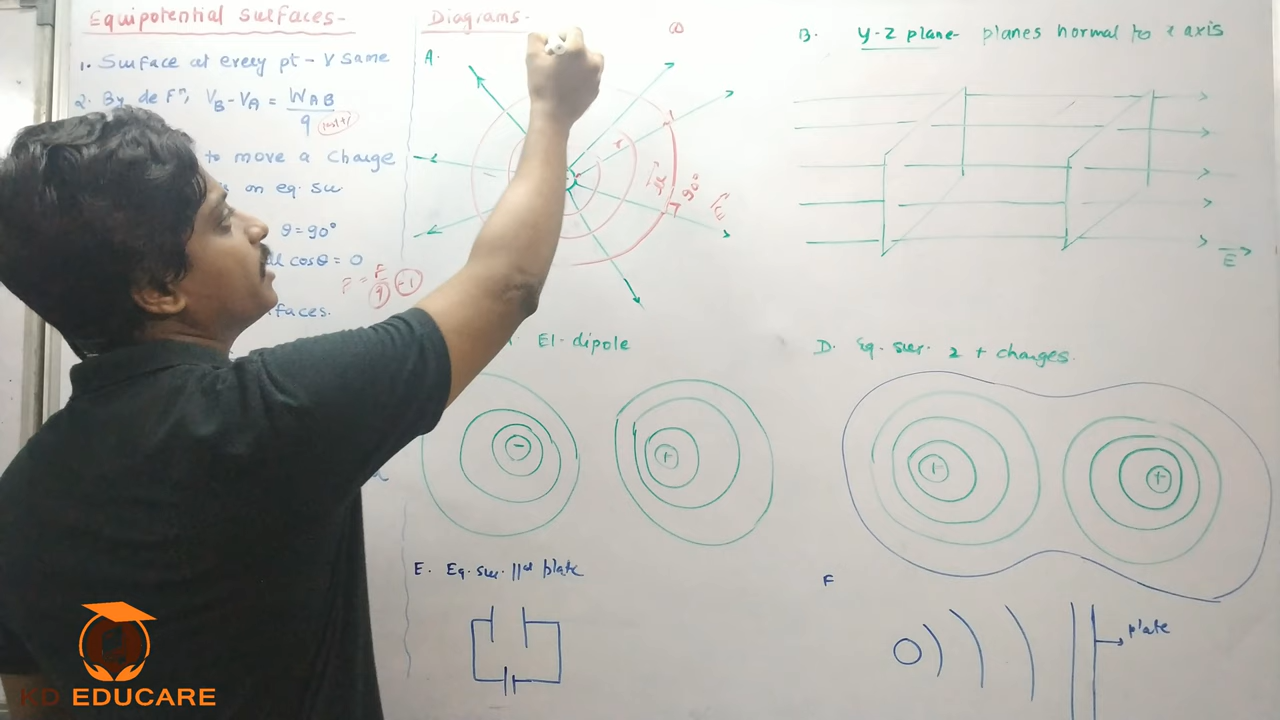 Equipotential surfaces-
1. Surface at every pt - V same
2. By deFⁿ, V_B - V_A = W_AB / q
to move a charge
on eq. su
θ = 90°
cos θ = 0
F/q
+1
faces.
Diagrams-
∞
A.
r
90°
B. Y-Z plane- planes normal to x axis
E
El. dipole
-
+
D. Eq. sur. 2 + charges.
+
+
E. Eq. sur. ||el plate
F
plate
KD EDUCARE